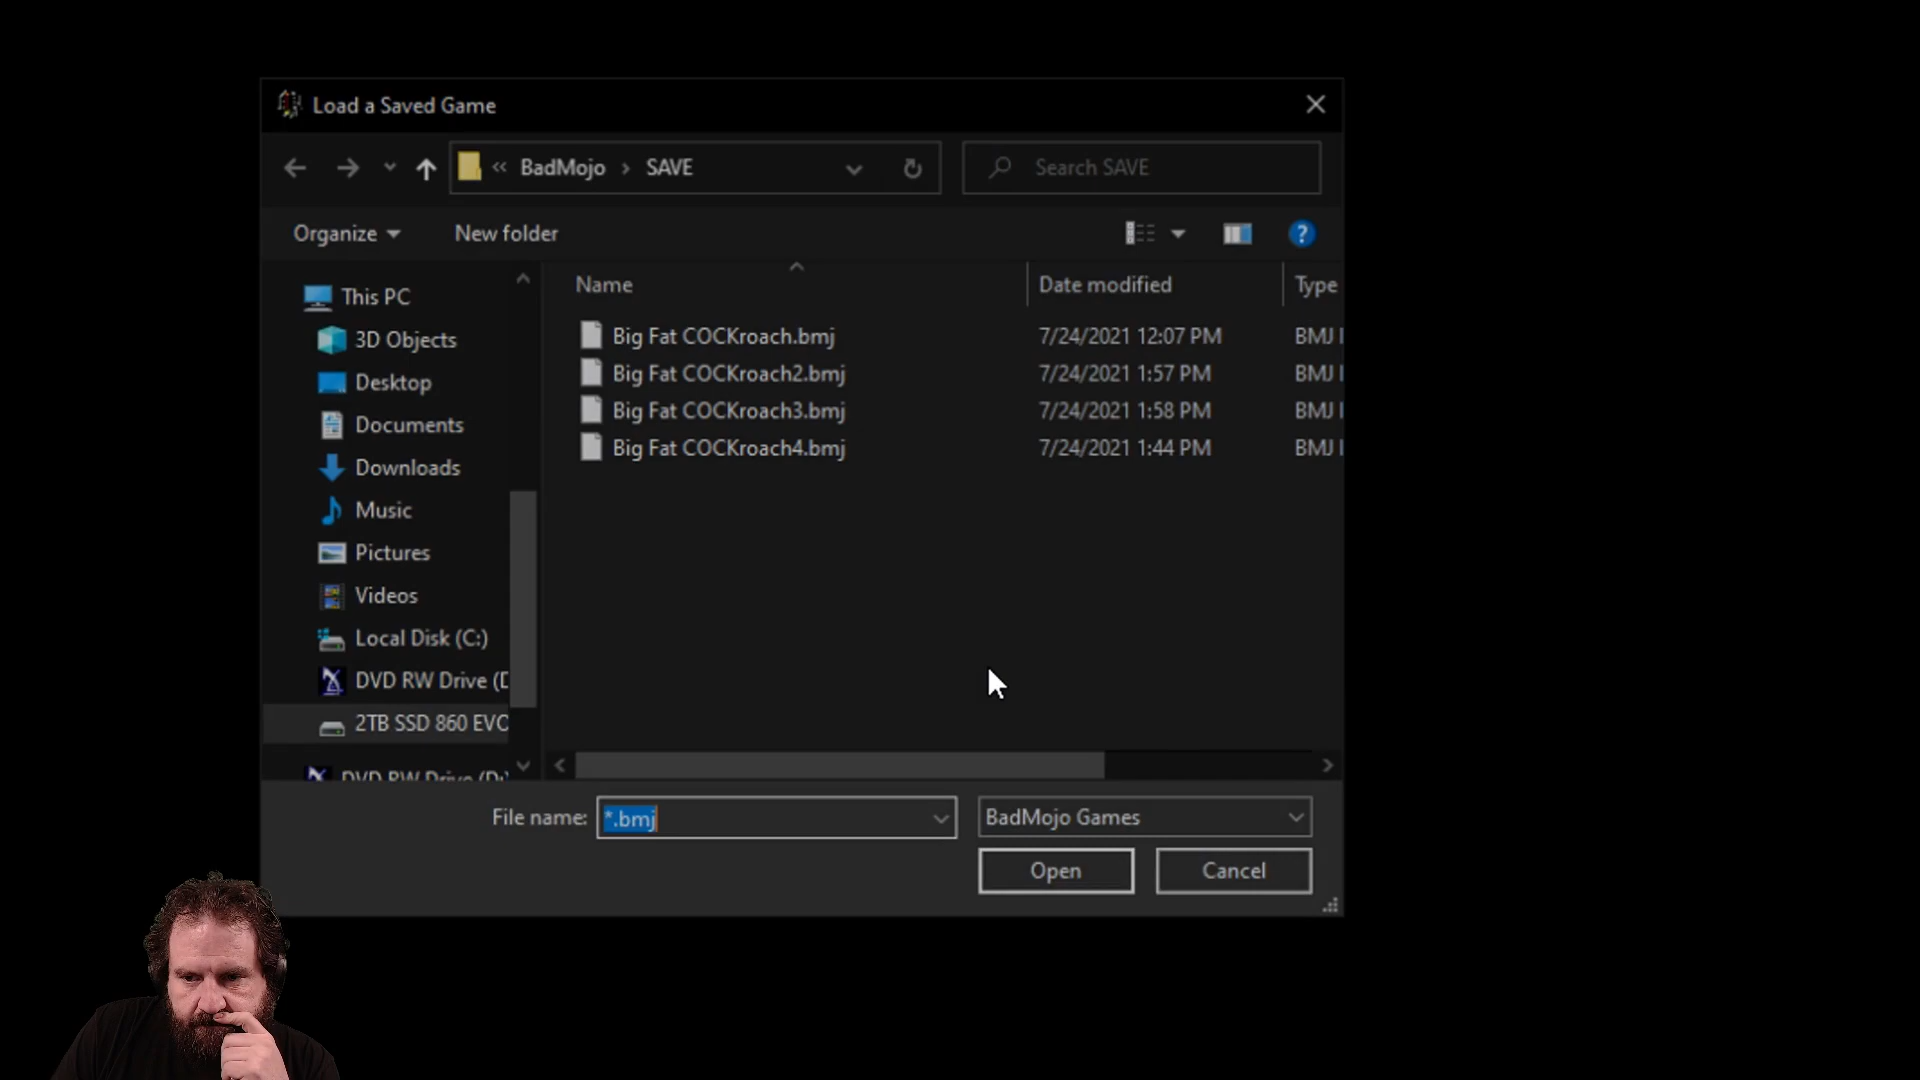 Load a Saved Game
« BadMojo › SAVE
Search SAVE
Organize
New folder
Name
Date modified
Type
This PC
3D Objects
Desktop
Documents
Downloads
Music
Pictures
Videos
Local Disk (C:)
DVD RW Drive (D
2TB SSD 860 EVO
DVD RW Drive (D:)
Big Fat COCKroach.bmj 7/24/2021 12:07 PM BMJ
Big Fat COCKroach2.bmj 7/24/2021 1:57 PM BMJ
Big Fat COCKroach3.bmj 7/24/2021 1:58 PM BMJ
Big Fat COCKroach4.bmj 7/24/2021 1:44 PM BMJ
File name: *.bmj
BadMojo Games
Open
Cancel